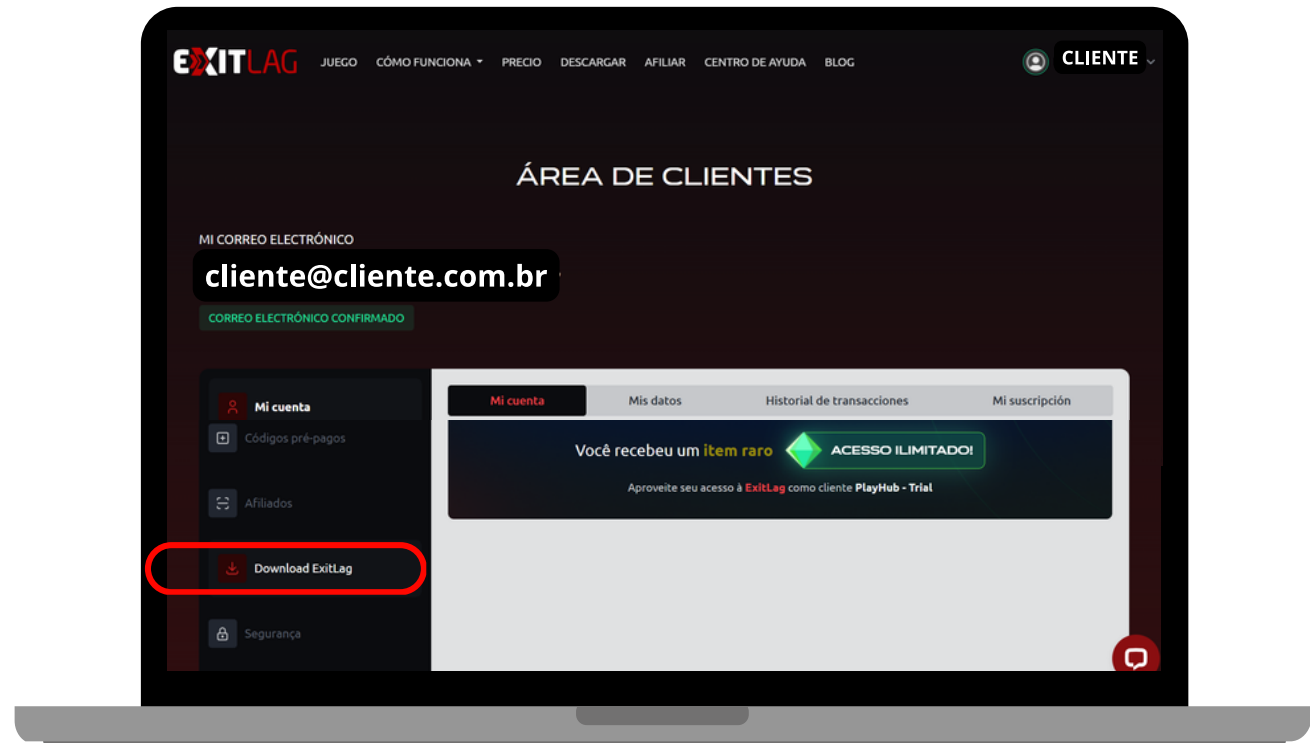 EXITLAG JUEGO CÓMO FUNCIONA PRECIO DESCARGAR AFILIAR CENTRO DE AYUDA BLOG CLIENTE
ÁREA DE CLIENTES
MI CORREO ELECTRÓNICO
cliente@cliente.com.br
CORREO ELECTRÓNICO CONFIRMADO
Mi cuenta
Códigos pré-pagos
Afiliados
Download ExitLag
Segurança
Mi cuenta Mis datos Historial de transacciones Mi suscripción
Você recebeu um item raro ACESSO ILIMITADO!
Aproveite seu acesso à ExitLag como cliente PlayHub - Trial